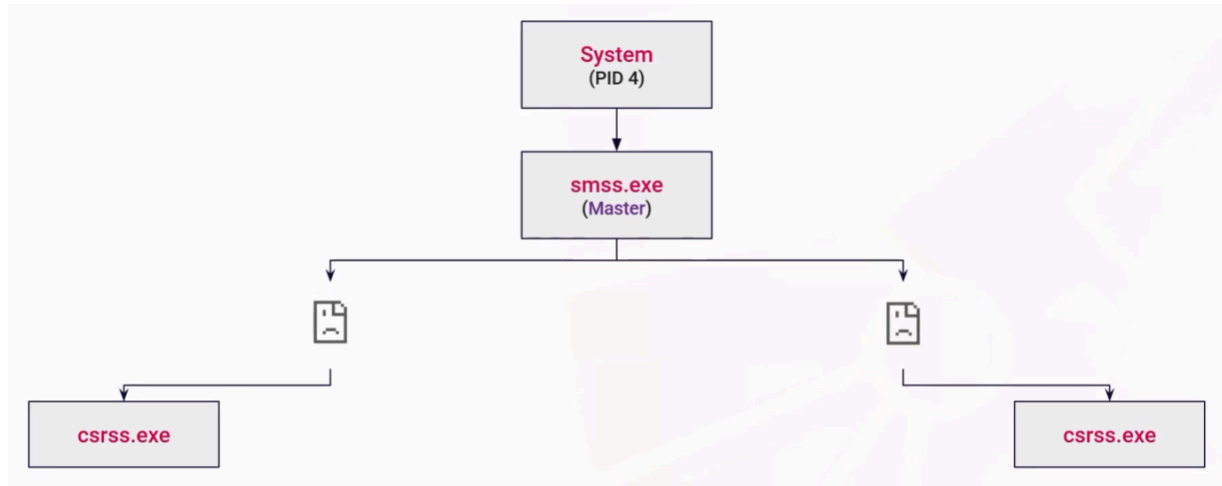 System
(PID 4)
smss.exe
(Master)
csrss.exe
csrss.exe